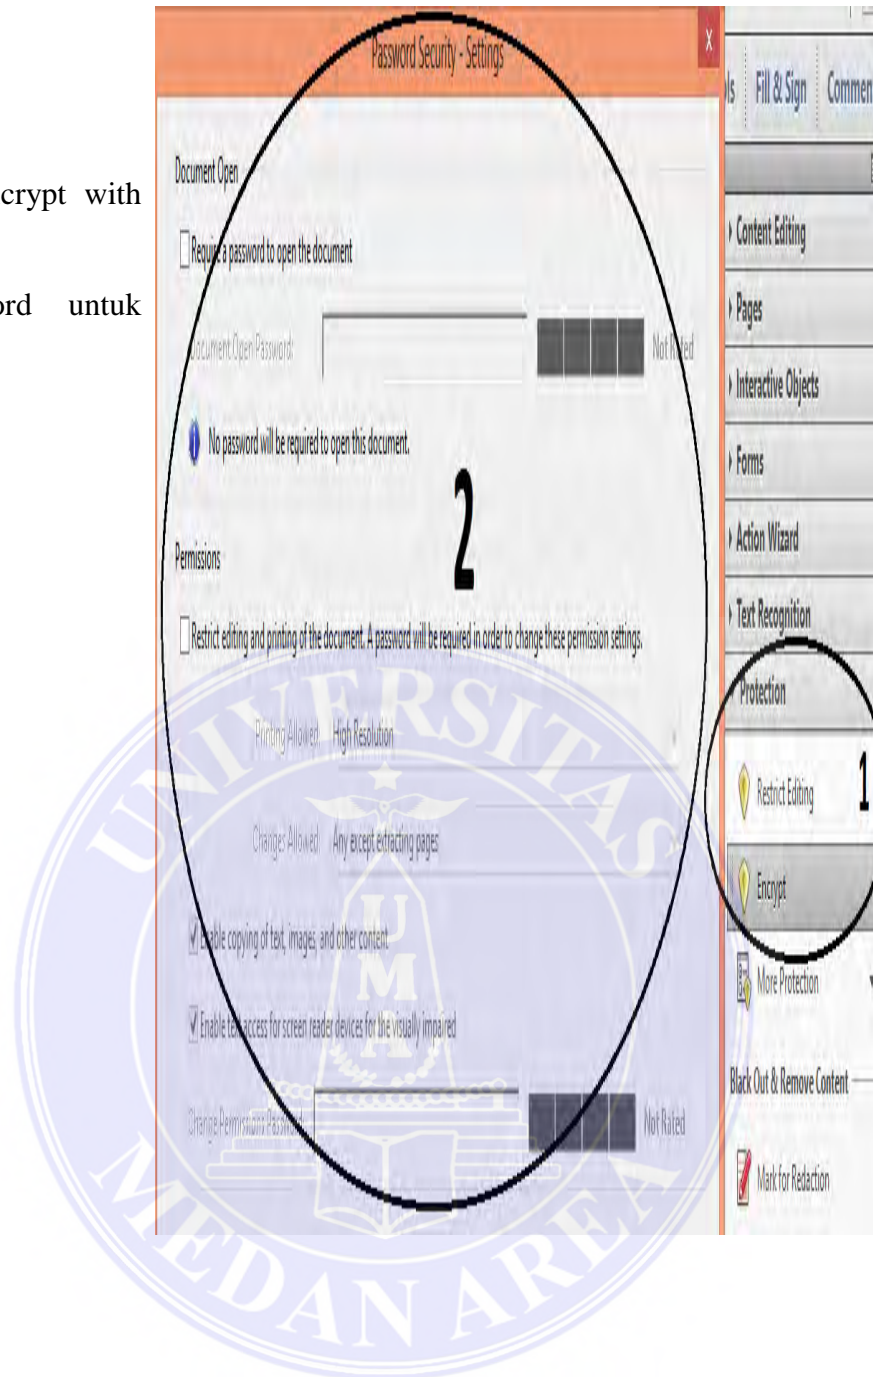 crypt with
ord untuk
Password Security - Settings
x
Document Open
Require a password to open the document
Document Open Password:
Not Rated
No password will be required to open this document.
2
Permissions
Restrict editing and printing of the document. A password will be required in order to change these permission settings.
Printing Allowed: High Resolution
Changes Allowed: Any except extracting pages
Enable copying of text, images, and other content
Enable text access for screen reader devices for the visually impaired
Change Permissions Password:
Not Rated
ls
Fill & Sign
Commen
Content Editing
Pages
Interactive Objects
Forms
Action Wizard
Text Recognition
Protection
Restrict Editing
1
Encrypt
More Protection
Black Out & Remove Content
Mark for Redaction
UNIVERSITAS
UMA
MEDAN AREA